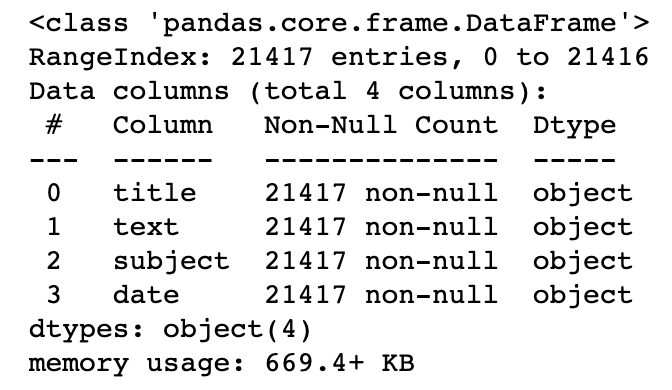 <class 'pandas.core.frame.DataFrame'>
RangeIndex: 21417 entries, 0 to 21416
Data columns (total 4 columns):
 #   Column   Non-Null Count  Dtype
---  ------   --------------  -----
 0   title    21417 non-null  object
 1   text     21417 non-null  object
 2   subject  21417 non-null  object
 3   date     21417 non-null  object
dtypes: object(4)
memory usage: 669.4+ KB